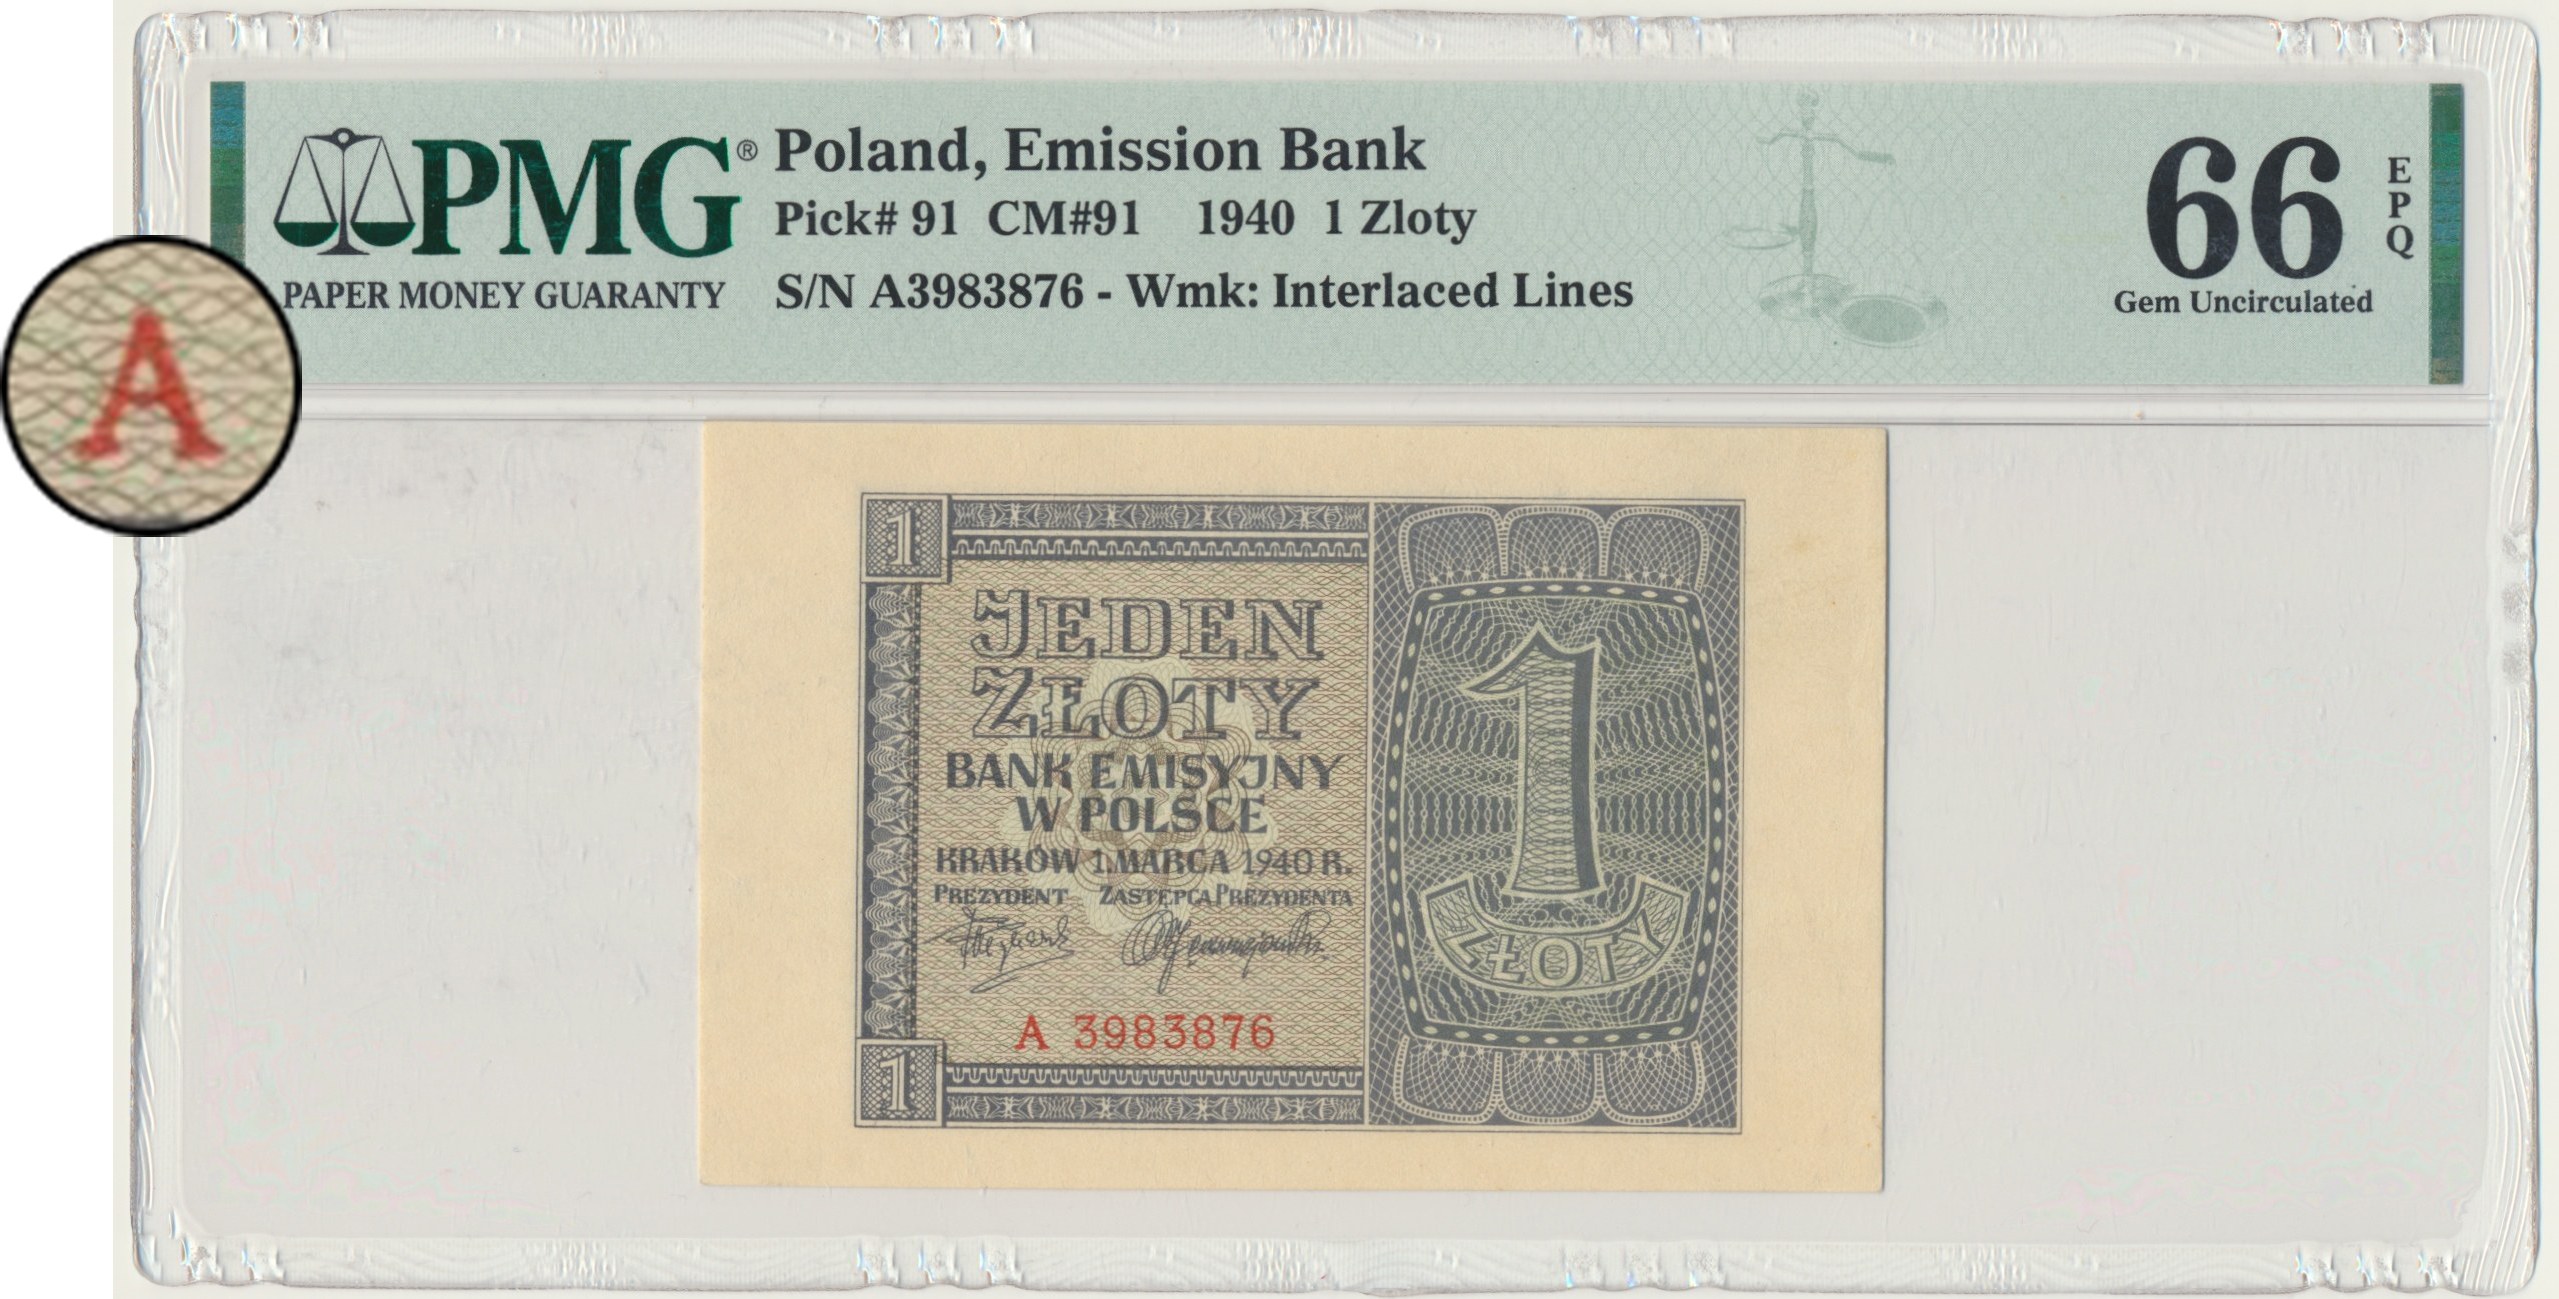 PMG®
PAPER MONEY GUARANTY
Poland, Emission Bank
Pick# 91 CM#91 1940 1 Zloty
S/N A3983876 - Wmk: Interlaced Lines
66
EPQ
Gem Uncirculated
A
1
JEDEN
ZŁOTY
BANK EMISYJNY
W POLSCE
KRAKÓW 1.MARCA 1940 R.
PREZYDENT ZASTĘPCA PREZYDENTA
A 3983876
1
1
ZŁOTY